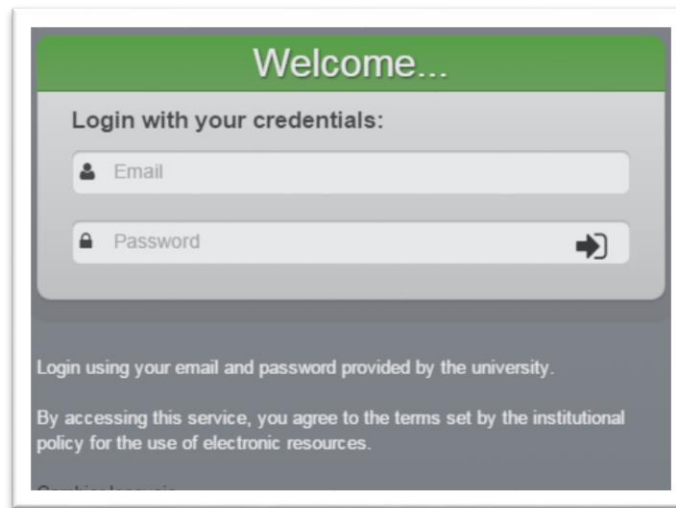 Welcome...
Login with your credentials:
Email
Password
Login using your email and password provided by the university.
By accessing this service, you agree to the terms set by the institutional
policy for the use of electronic resources.